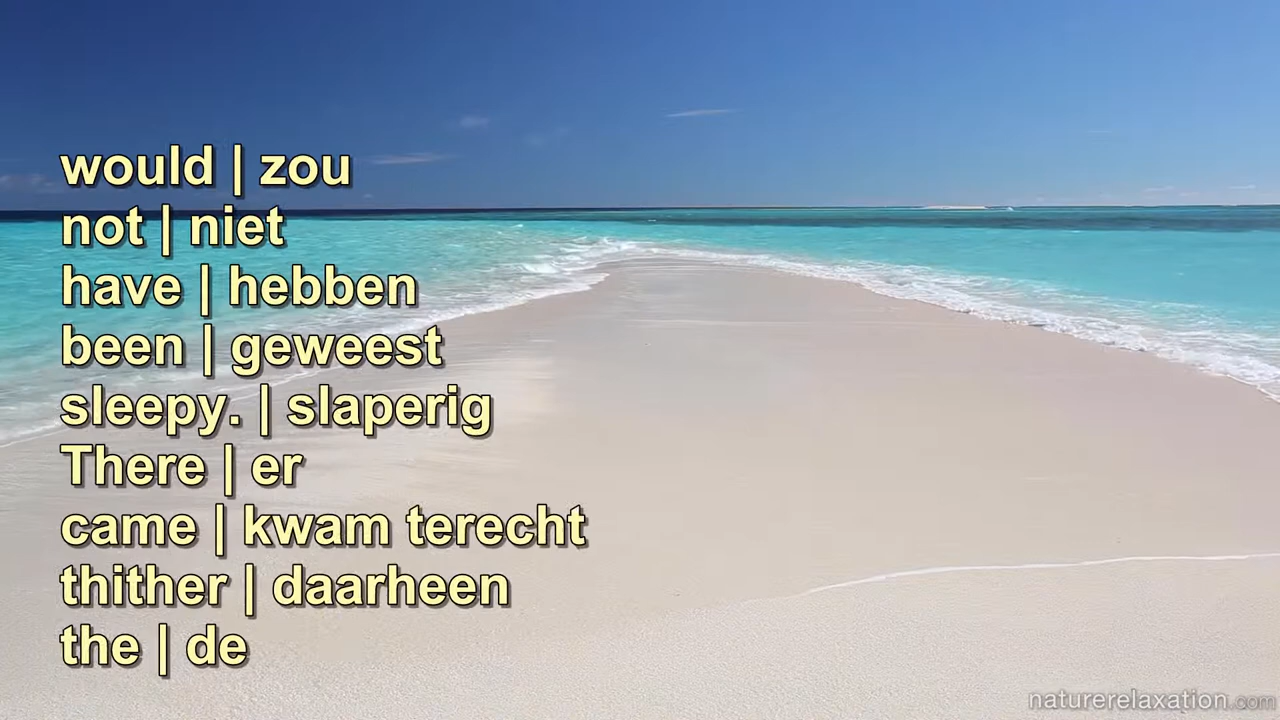 would | zou
not | niet
have | hebben
been | geweest
sleepy. | slaperig
There | er
came | kwam terecht
thither | daarheen
the | de
naturerelaxation.com